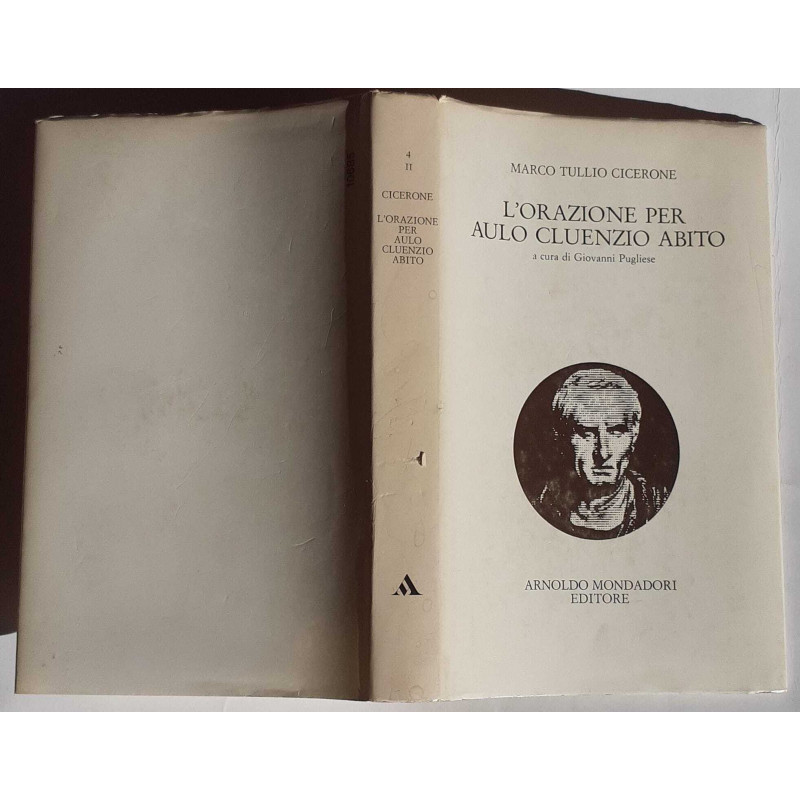 4
II
CICERONE
L'ORAZIONE
PER
AULO
CLUENZIO
ABITO
MARCO TULLIO CICERONE
L'ORAZIONE PER
AULO CLUENZIO ABITO
a cura di Giovanni Pugliese
ARNOLDO MONDADORI
EDITORE